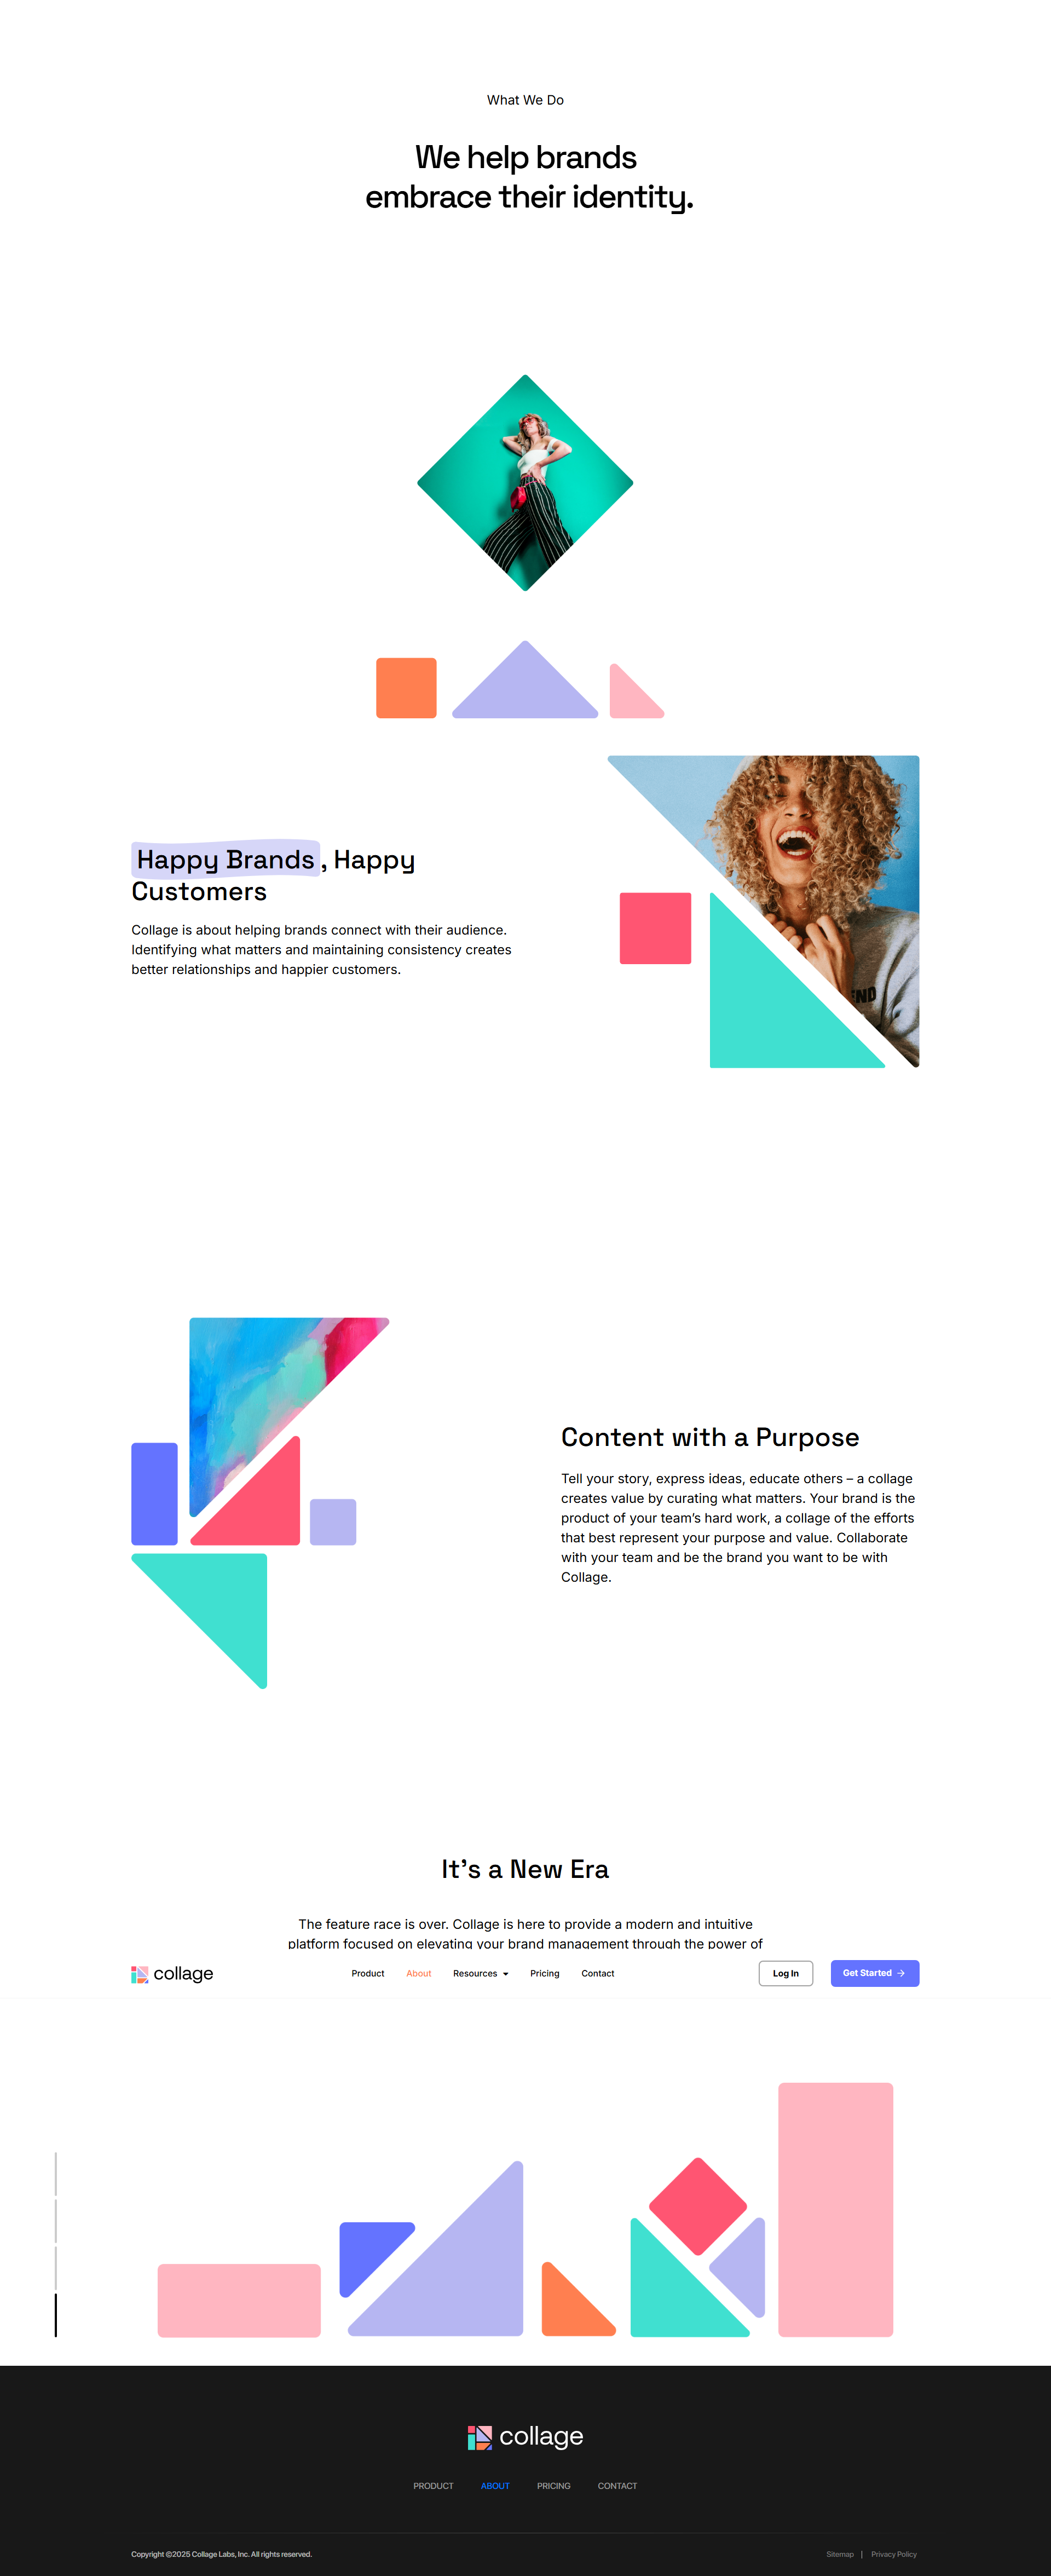 What We Do
We help brands
embrace their identity.
Happy Brands, Happy
Customers
Collage is about helping brands connect with their audience.
Identifying what matters and maintaining consistency creates
better relationships and happier customers.
END
Content with a Purpose
Tell your story, express ideas, educate others – a collage
creates value by curating what matters. Your brand is the
product of your team’s hard work, a collage of the efforts
that best represent your purpose and value. Collaborate
with your team and be the brand you want to be with
Collage.
It’s a New Era
The feature race is over. Collage is here to provide a modern and intuitive
platform focused on elevating your brand management through the power of
collage Product About Resources Pricing Contact Log In Get Started →
collage
PRODUCT ABOUT PRICING CONTACT
Copyright ©2025 Collage Labs, Inc. All rights reserved. Sitemap | Privacy Policy